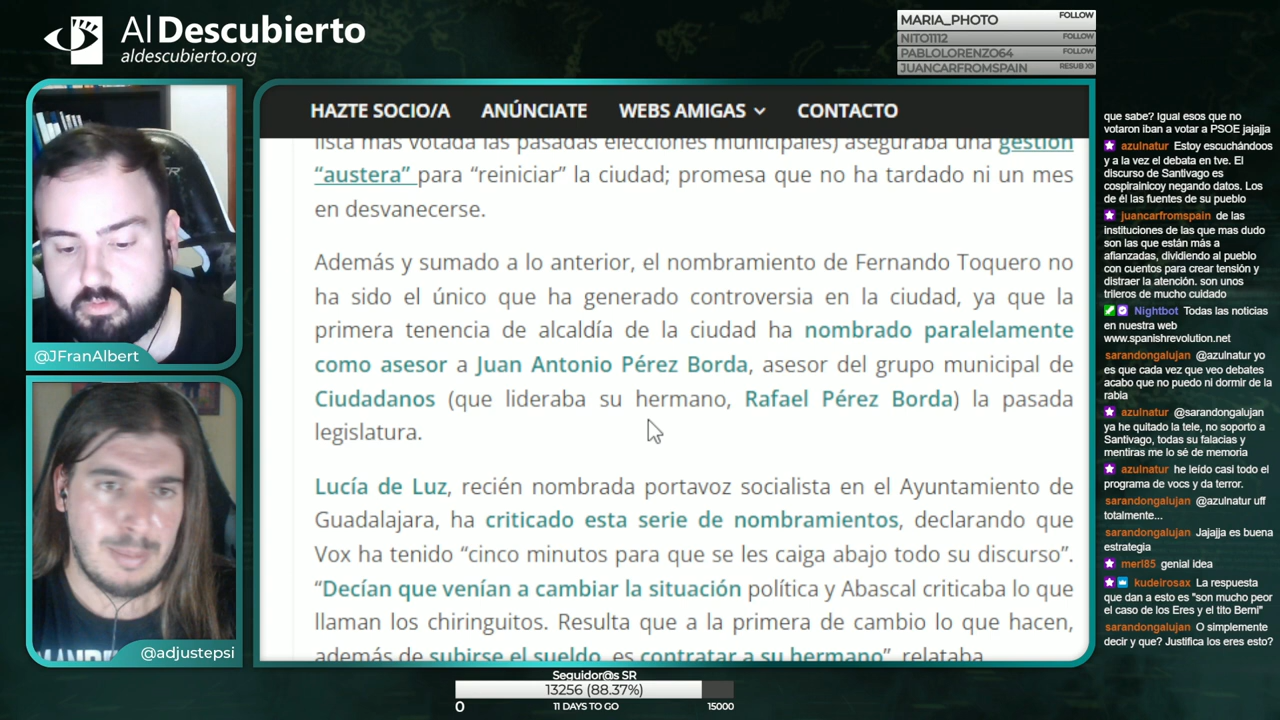 Al Descubierto
aldescubierto.org
MARIA_PHOTO FOLLOW
NITO1112 FOLLOW
PABLOLORENZO64 FOLLOW
JUANCARFROMSPAIN RESUB X9
@JFranAlbert
@adjustepsi
HAZTE SOCIO/A ANÚNCIATE WEBS AMIGAS CONTACTO
lista más votada las pasadas elecciones municipales) aseguraba una gestión
“austera” para “reiniciar” la ciudad; promesa que no ha tardado ni un mes
en desvanecerse.
Además y sumado a lo anterior, el nombramiento de Fernando Toquero no
ha sido el único que ha generado controversia en la ciudad, ya que la
primera tenencia de alcaldía de la ciudad ha nombrado paralelamente
como asesor a Juan Antonio Pérez Borda, asesor del grupo municipal de
Ciudadanos (que lideraba su hermano, Rafael Pérez Borda) la pasada
legislatura.
Lucía de Luz, recién nombrada portavoz socialista en el Ayuntamiento de
Guadalajara, ha criticado esta serie de nombramientos, declarando que
Vox ha tenido “cinco minutos para que se les caiga abajo todo su discurso”.
“Decían que venían a cambiar la situación política y Abascal criticaba lo que
llaman los chiringuitos. Resulta que a la primera de cambio lo que hacen,
además de subirse el sueldo, es contratar a su hermano”, relataba
que sabe? Igual esos que no
votaron iban a votar a PSOE jajajja
azulnatur Estoy escuchándoos
y a la vez el debata en tve. El
discurso de Santivago es
cospirainicoy negando datos. Los
de él las fuentes de su pueblo
juancarfromspain de las
instituciones de las que mas dudo
son las que están más a
afianzadas, dividiendo al pueblo
con cuentos para crear tensión y
distraer la atención. son unos
trileros de mucho cuidado
Nightbot Todas las noticias
en nuestra web
www.spanishrevolution.net
sarandongalujan @azulnatur yo
es que cada vez que veo debates
acabo que no puedo ni dormir de la
rabia
azulnatur @sarandongalujan
ya he quitado la tele, no soporto a
Santivago, todas su falacias y
mentiras me lo sé de memoria
azulnatur he leído casi todo el
programa de vocs y da terror.
sarandongalujan @azulnatur uff
totalmente...
sarandongalujan Jajajja es buena
estrategia
merl85 genial idea
kudeirosax La respuesta
que dan a esto es "son mucho peor
el caso de los Eres y el tito Berni"
sarandongalujan O simplemente
decir y que? Justifica los eres esto?
Seguidor@s SR
13256 (88.37%)
0 11 DAYS TO GO 15000